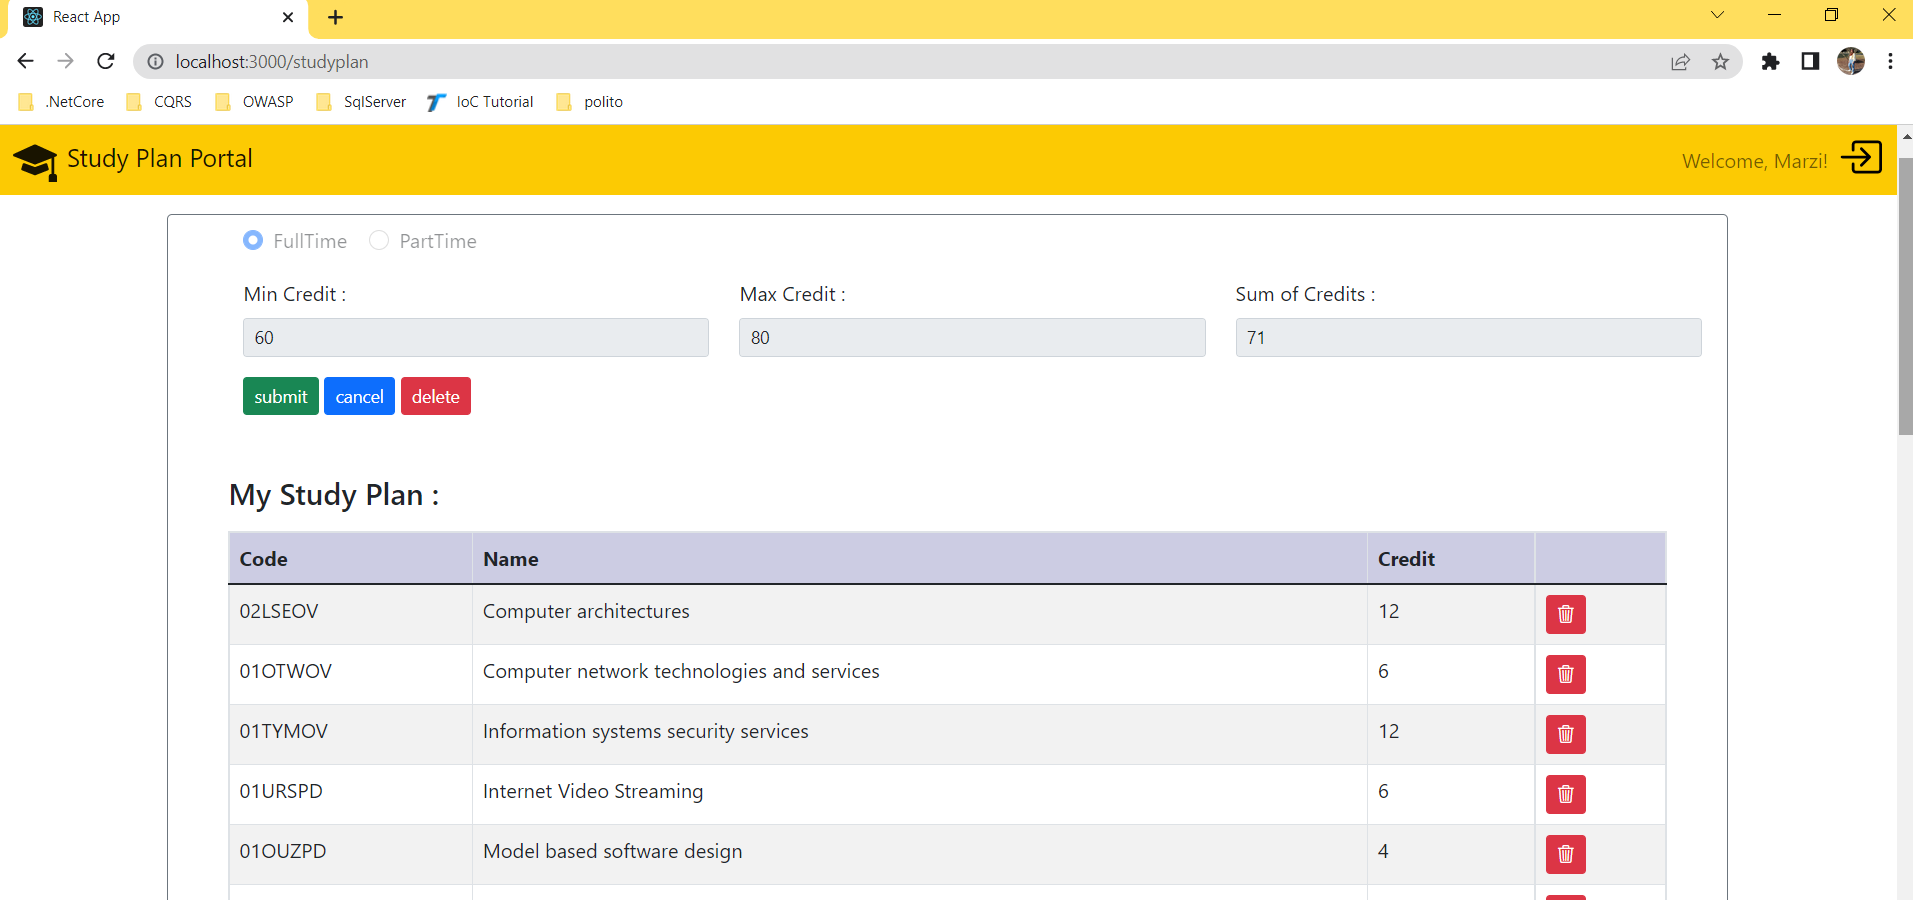 React App
localhost:3000/studyplan
.NetCore CQRS OWASP SqlServer IoC Tutorial polito
Study Plan Portal Welcome, Marzi!
FullTime PartTime
Min Credit : Max Credit : Sum of Credits :
60 80 71
submit cancel delete
My Study Plan :
Code Name Credit
02LSEOV Computer architectures 12
01OTWOV Computer network technologies and services 6
01TYMOV Information systems security services 12
01URSPD Internet Video Streaming 6
01OUZPD Model based software design 4